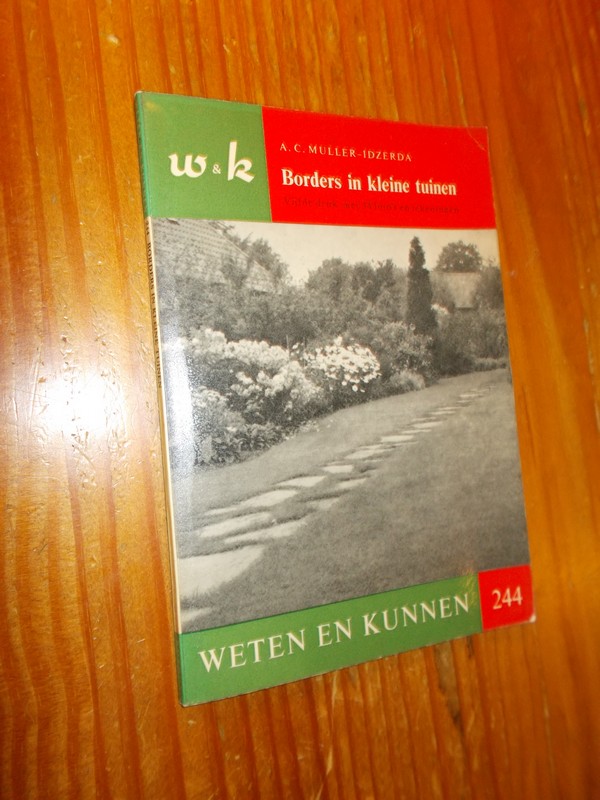 w & k
A. C. MULLER-IDZERDA
Borders in kleine tuinen
WETEN EN KUNNEN
244